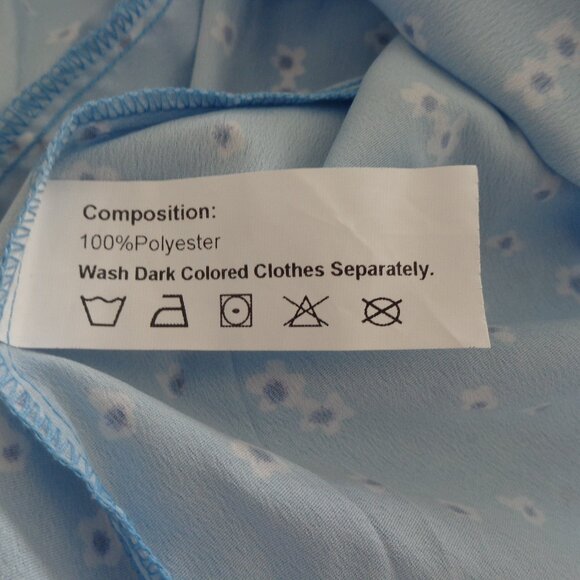 Composition:
100%Polyester
Wash Dark Colored Clothes Separately.